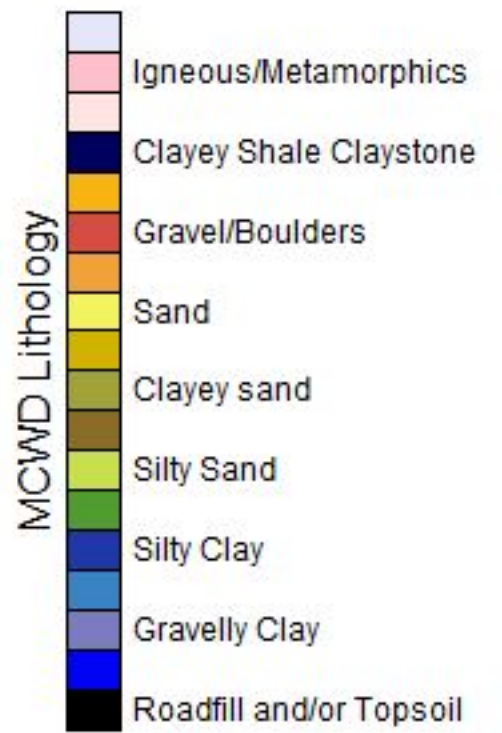 MCWD Lithology
Igneous/Metamorphics
Clayey Shale Claystone
Gravel/Boulders
Sand
Clayey sand
Silty Sand
Silty Clay
Gravelly Clay
Roadfill and/or Topsoil